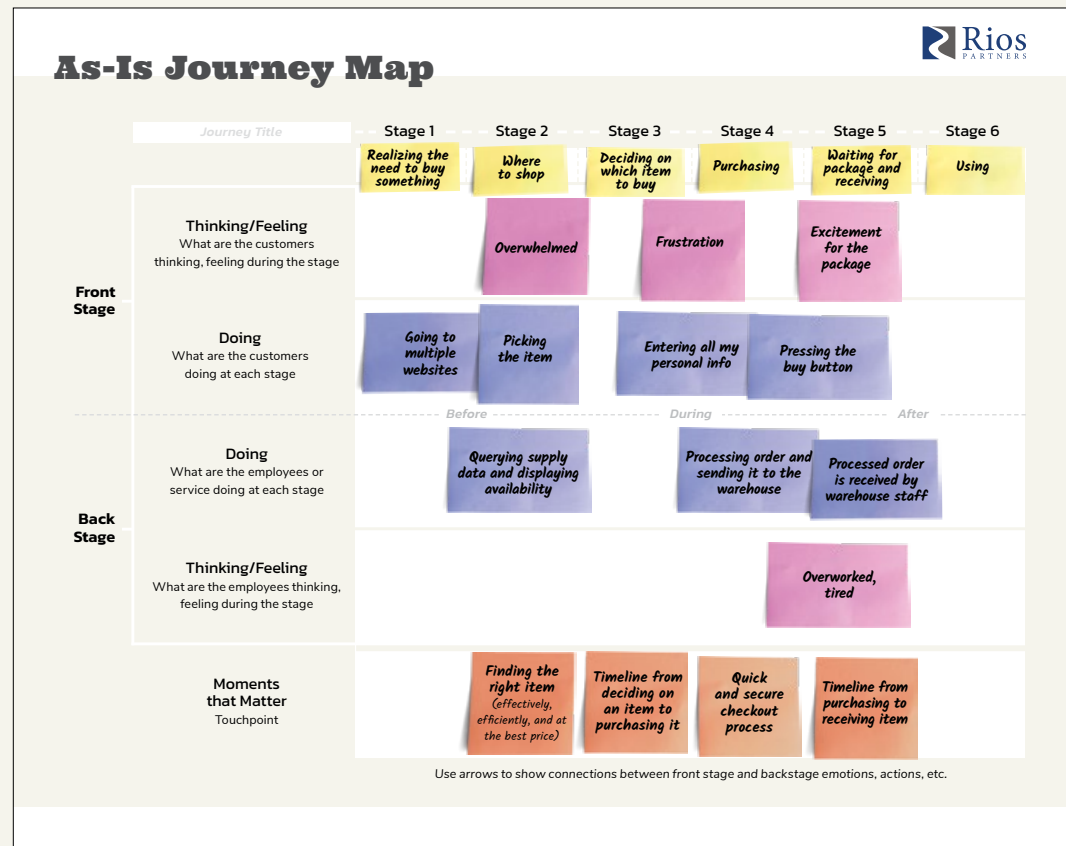 Rios
PARTNERS
As-Is Journey Map
Journey Title
Stage 1
Stage 2
Stage 3
Stage 4
Stage 5
Stage 6
Realizing the
need to buy
something
Where
to shop
Deciding on
which item
to buy
Purchasing
Waiting for
package and
receiving
Using
Front
Stage
Thinking/Feeling
What are the customers
thinking, feeling during the stage
Overwhelmed
Frustration
Excitement
for the
package
Doing
What are the customers
doing at each stage
Going to
multiple
websites
Picking
the item
Entering all my
personal info
Pressing the
buy button
Before
During
After
Back
Stage
Doing
What are the employees or
service doing at each stage
Querying supply
data and displaying
availability
Processing order and
sending it to the
warehouse
Processed order
is received by
warehouse staff
Thinking/Feeling
What are the employees thinking,
feeling during the stage
Overworked,
tired
Moments
that Matter
Touchpoint
Finding the
right item
(effectively,
efficiently, and at
the best price)
Timeline from
deciding on
an item to
purchasing it
Quick
and secure
checkout
process
Timeline from
purchasing to
receiving item
Use arrows to show connections between front stage and backstage emotions, actions, etc.